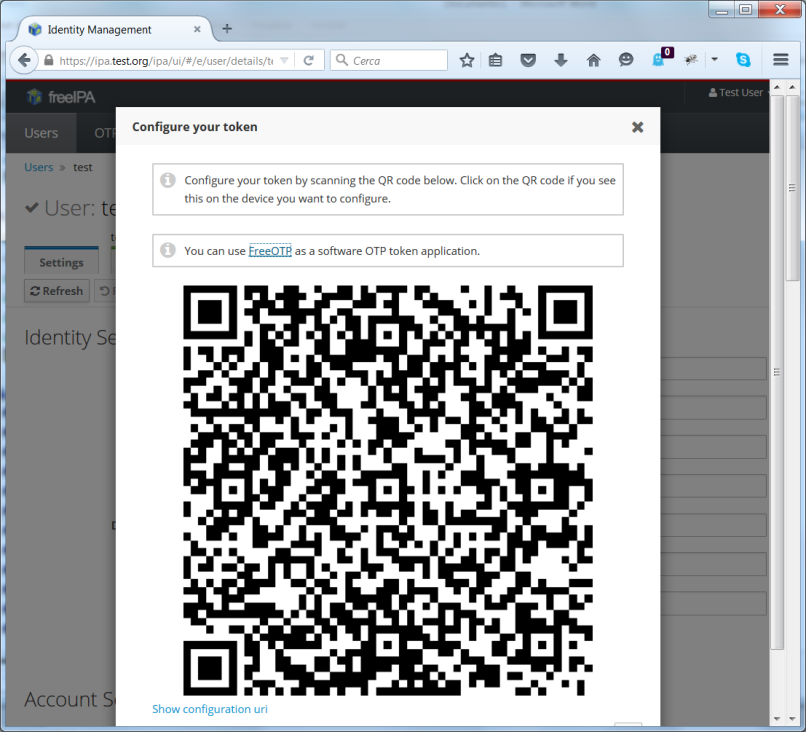 Identity Management
https://ipa.test.org/ipa/ui/#/e/user/details/te
Cerca
0
freeIPA
Test User
Users
OTP
Configure your token
Users » test
Configure your token by scanning the QR code below. Click on the QR code if you see
this on the device you want to configure.
User: te
You can use FreeOTP as a software OTP token application.
Settings
Refresh
Identity Se
Account Se
Show configuration uri